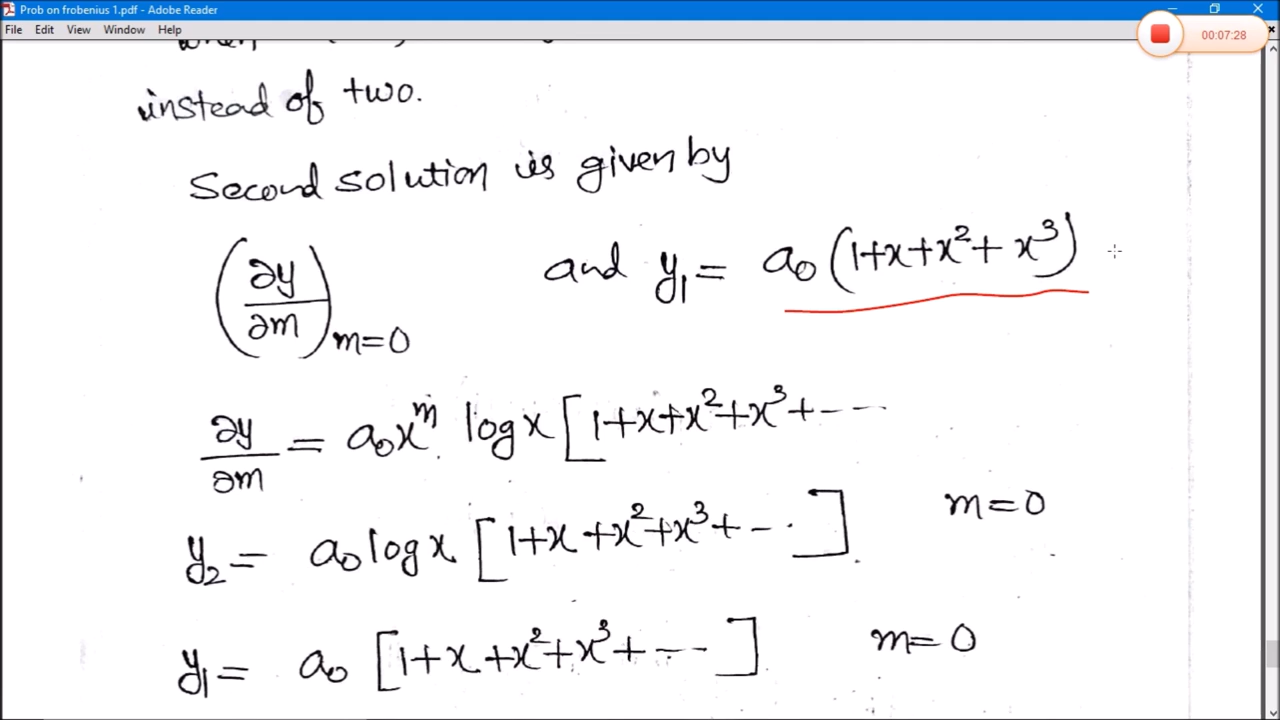 Prob on frobenius 1.pdf - Adobe Reader
File Edit View Window Help
00:07:28
instead of two.
Second solution is given by
(∂y/∂m)m=0 and y₁ = a₀ (1+x+x²+ x³)
∂y/∂m = a₀xᵐ log x [1+x+x²+x³+----
y₂ = a₀ log x [1+x+x²+x³+--..] m=0
y₁ = a₀ [1+x+x²+x³+---] m=0